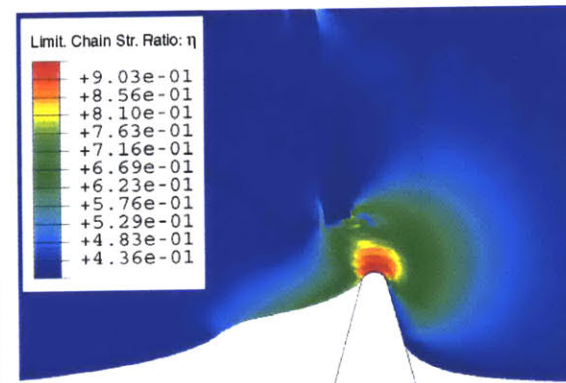 Limit. Chain Str. Ratio: η
+9.03e-01
+8.56e-01
+8.10e-01
+7.63e-01
+7.16e-01
+6.69e-01
+6.23e-01
+5.76e-01
+5.29e-01
+4.83e-01
+4.36e-01